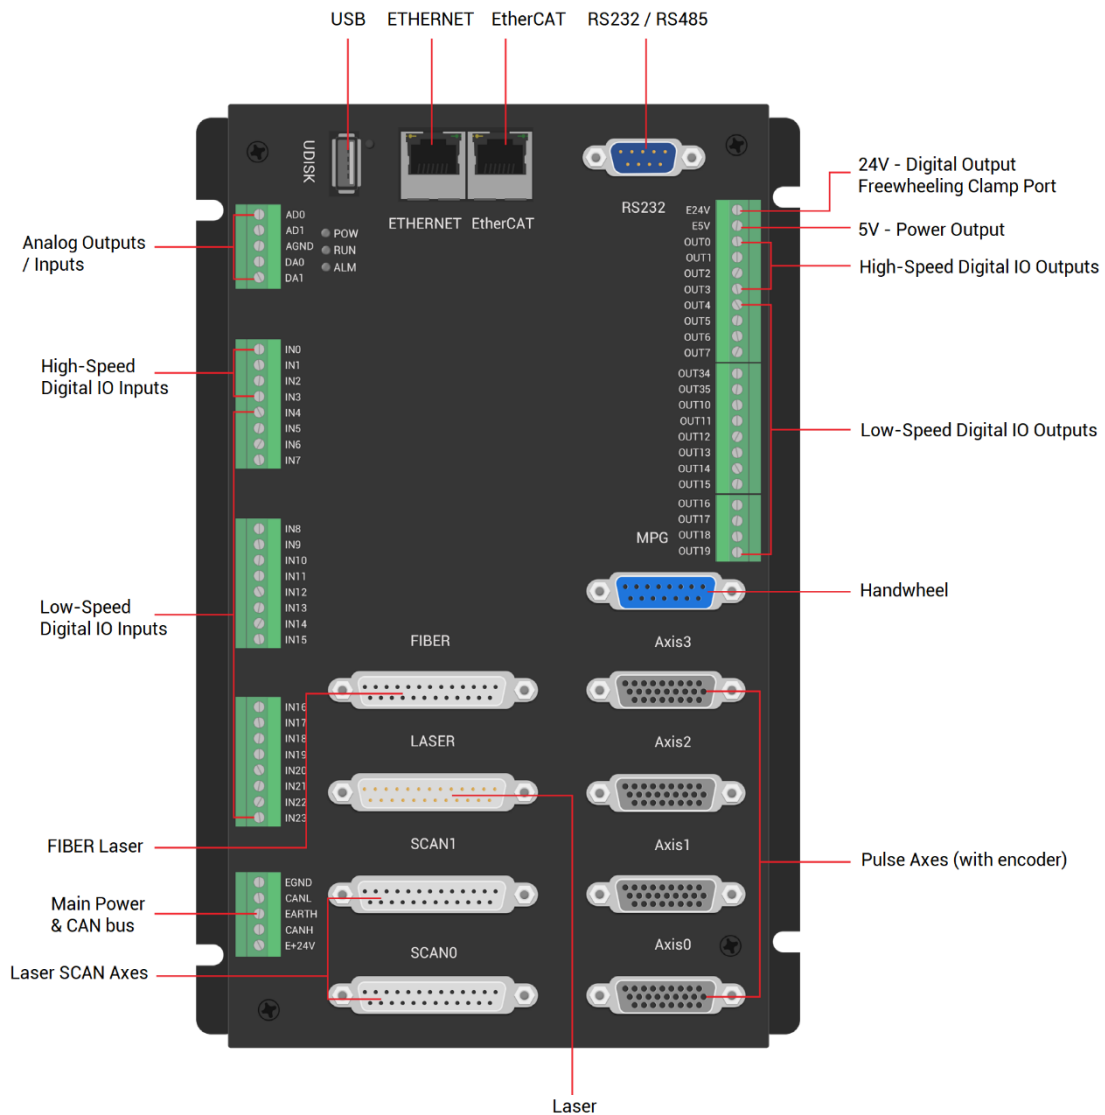 USB
ETHERNET
EtherCAT
RS232 / RS485
UDISK
ETHERNET
EtherCAT
RS232
24V - Digital Output
Freewheeling Clamp Port
5V - Power Output
High-Speed Digital IO Outputs
Low-Speed Digital IO Outputs
Analog Outputs
/ Inputs
AD0
AD1
AGND
DA0
DA1
POW
RUN
ALM
E24V
E5V
OUT0
OUT1
OUT2
OUT3
OUT4
OUT5
OUT6
OUT7
OUT34
OUT35
OUT10
OUT11
OUT12
OUT13
OUT14
OUT15
OUT16
OUT17
OUT18
OUT19
High-Speed
Digital IO Inputs
IN0
IN1
IN2
IN3
IN4
IN5
IN6
IN7
IN8
IN9
IN10
IN11
IN12
IN13
IN14
IN15
Low-Speed
Digital IO Inputs
IN16
IN17
IN18
IN19
IN20
IN21
IN22
IN23
MPG
Handwheel
FIBER
Axis3
LASER
Axis2
SCAN1
Axis1
SCAN0
Axis0
FIBER Laser
Pulse Axes (with encoder)
Main Power
& CAN bus
EGND
CANL
EARTH
CANH
E+24V
Laser SCAN Axes
Laser